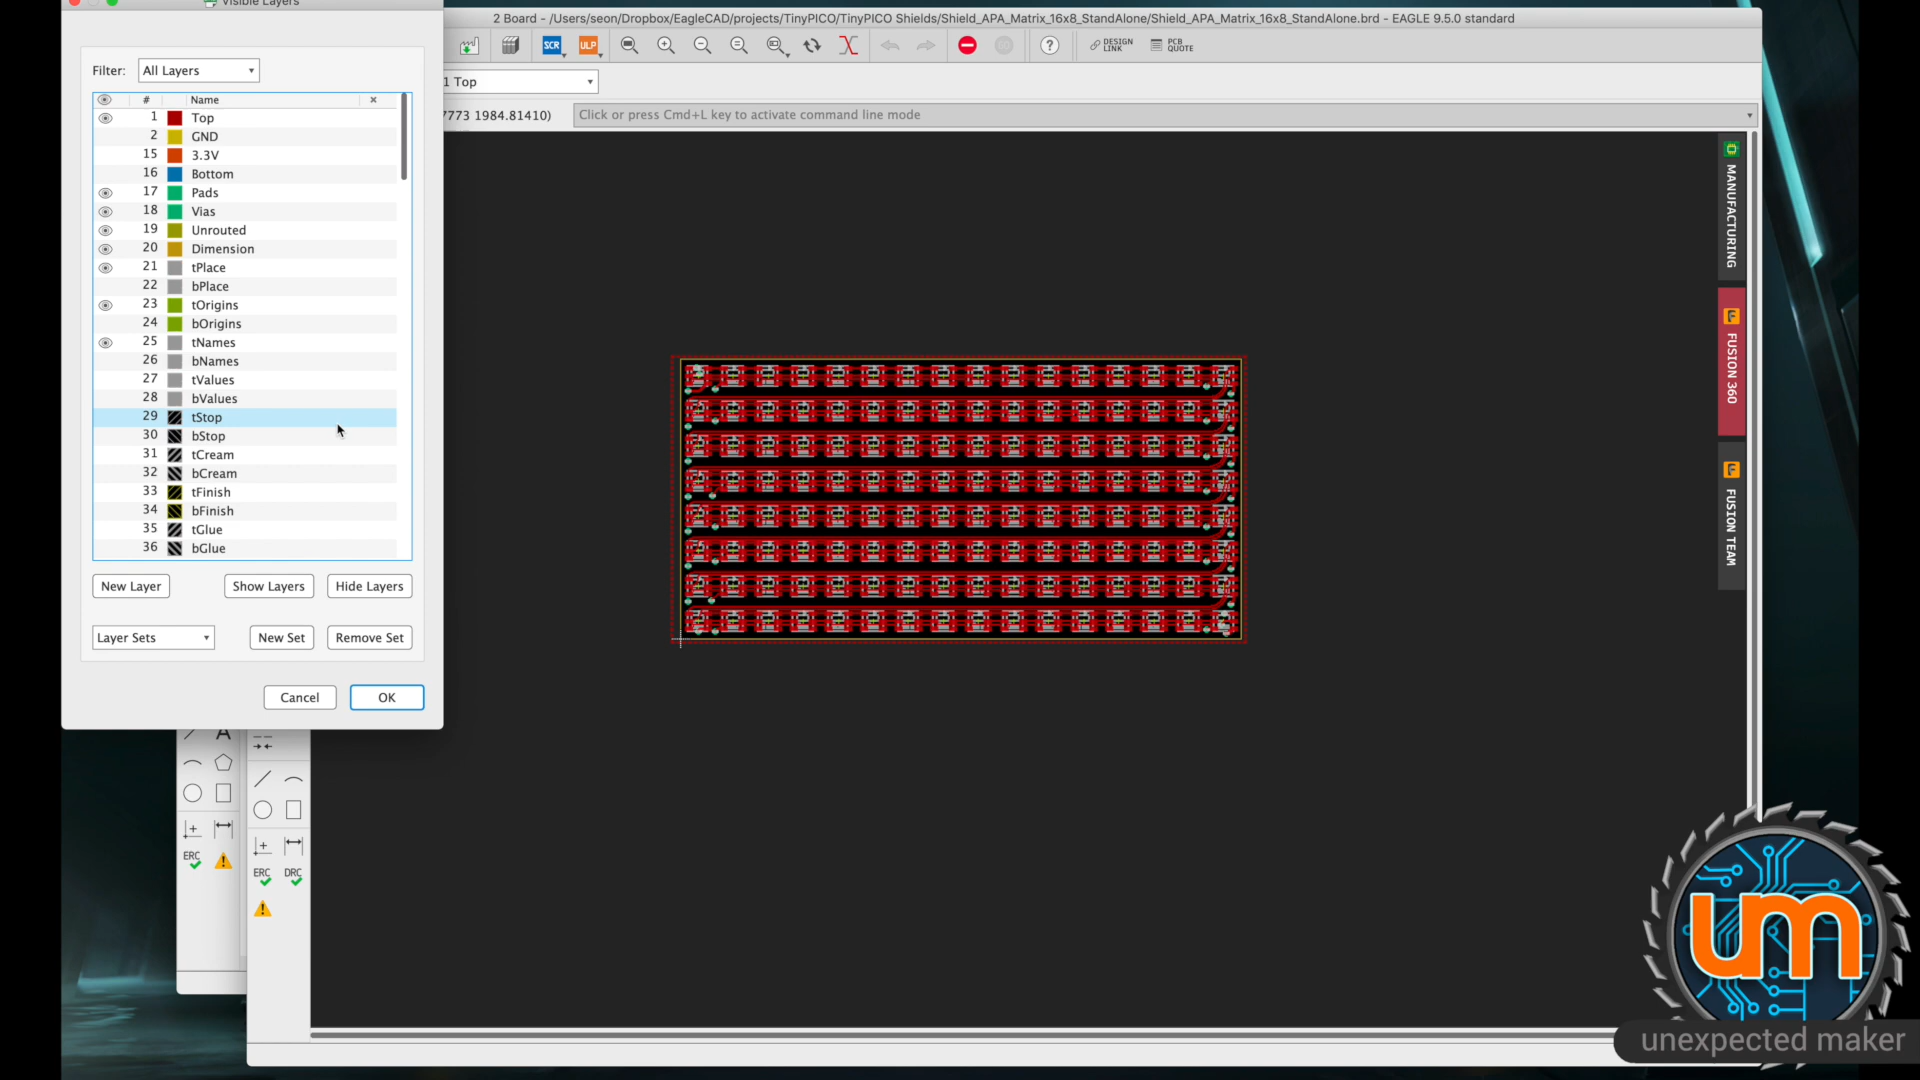 Visible Layers
2 Board - /Users/seon/Dropbox/EagleCAD/projects/TinyPICO/TinyPICO Shields/Shield_APA_Matrix_16x8_StandAlone/Shield_APA_Matrix_16x8_StandAlone.brd - EAGLE 9.5.0 standard
SCR
ULP
DESIGN
LINK
PCB
QUOTE
Filter: All Layers
1 Top
7773 1984.81410)
Click or press Cmd+L key to activate command line mode
# Name
1 Top
2 GND
15 3.3V
16 Bottom
17 Pads
18 Vias
19 Unrouted
20 Dimension
21 tPlace
22 bPlace
23 tOrigins
24 bOrigins
25 tNames
26 bNames
27 tValues
28 bValues
29 tStop
30 bStop
31 tCream
32 bCream
33 tFinish
34 bFinish
35 tGlue
36 bGlue
New Layer
Show Layers
Hide Layers
Layer Sets
New Set
Remove Set
Cancel
OK
MANUFACTURING
FUSION 360
FUSION TEAM
A
ERC
ERC
DRC
um
unexpected maker